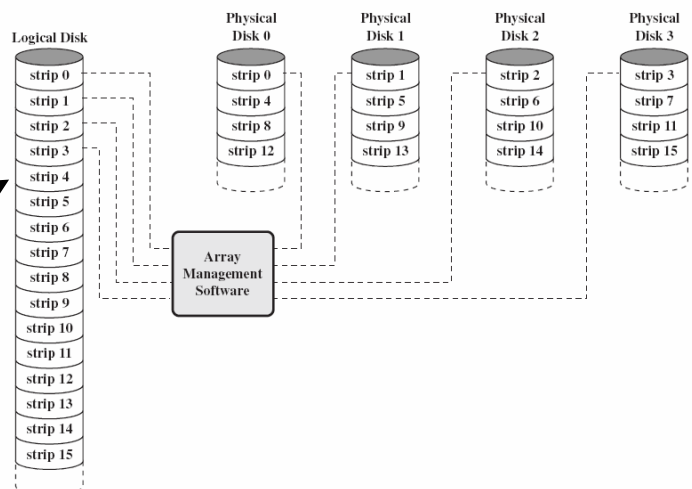 Logical Disk
strip 0
strip 1
strip 2
strip 3
strip 4
strip 5
strip 6
strip 7
strip 8
strip 9
strip 10
strip 11
strip 12
strip 13
strip 14
strip 15
Physical
Disk 0
strip 0
strip 4
strip 8
strip 12
Physical
Disk 1
strip 1
strip 5
strip 9
strip 13
Physical
Disk 2
strip 2
strip 6
strip 10
strip 14
Physical
Disk 3
strip 3
strip 7
strip 11
strip 15
Array
Management
Software